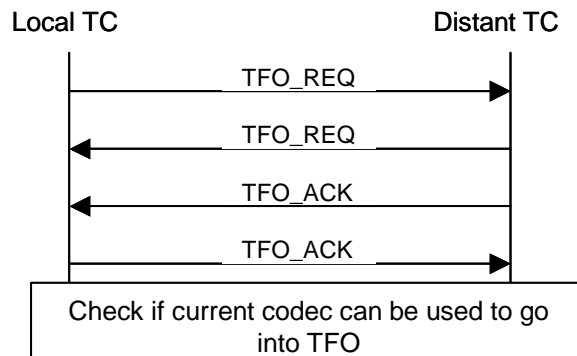 Local TC Distant TC
TFO_REQ
TFO_REQ
TFO_ACK
TFO_ACK
Check if current codec can be used to go
into TFO